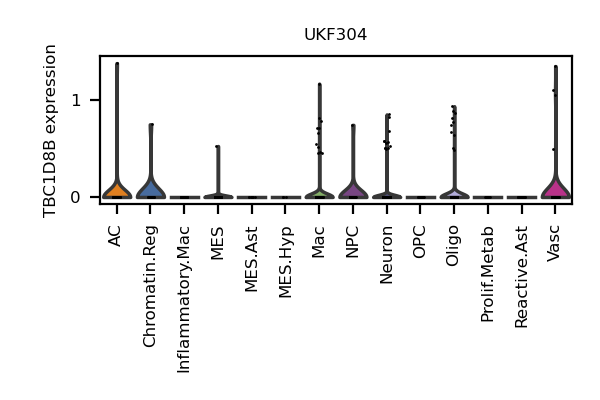 UKF304
TBC1D8B expression
1
0
AC
Chromatin.Reg
Inflammatory.Mac
MES
MES.Ast
MES.Hyp
Mac
NPC
Neuron
OPC
Oligo
Prolif.Metab
Reactive.Ast
Vasc